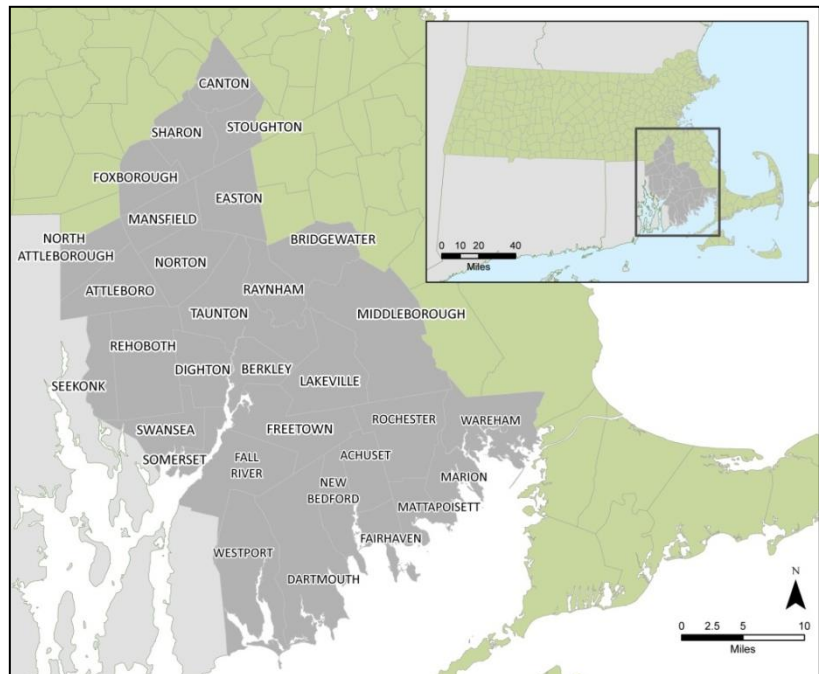 CANTON
SHARON
STOUGHTON
FOXBOROUGH
EASTON
MANSFIELD
NORTH
ATTLEBOROUGH
BRIDGEWATER
NORTON
ATTLEBORO
RAYNHAM
TAUNTON
MIDDLEBOROUGH
REHOBOTH
DIGHTON
BERKLEY
SEEKONK
LAKEVILLE
SWANSEA
FREETOWN
ROCHESTER
WAREHAM
SOMERSET
FALL
RIVER
ACHUSET
NEW
BEDFORD
MARION
MATTAPOISETT
FAIRHAVEN
WESTPORT
DARTMOUTH
0 10 20 40
Miles
N
0 2.5 5 10
Miles